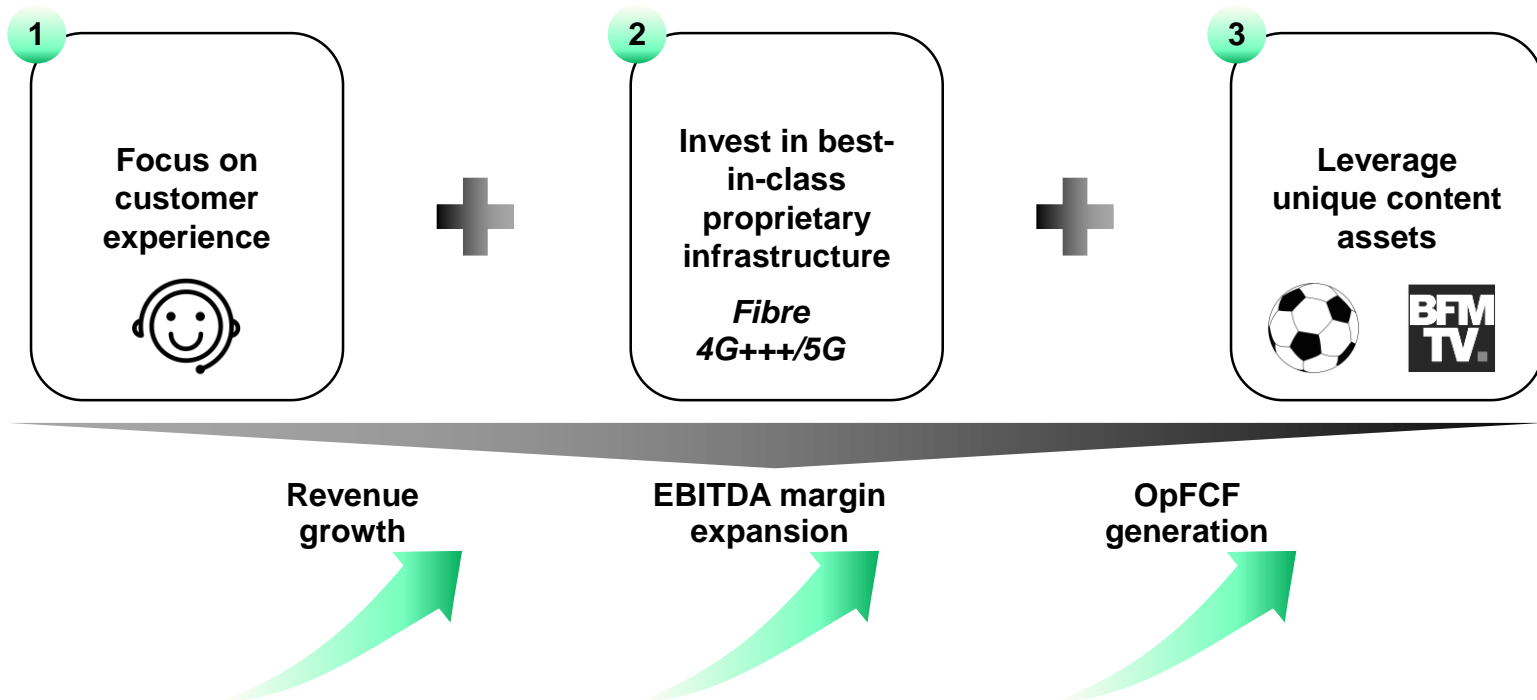 1
Focus on
customer
experience
2
Invest in best-
in-class
proprietary
infrastructure
Fibre
4G+++/5G
3
Leverage
unique content
assets
BFM
TV.
Revenue
growth
EBITDA margin
expansion
OpFCF
generation